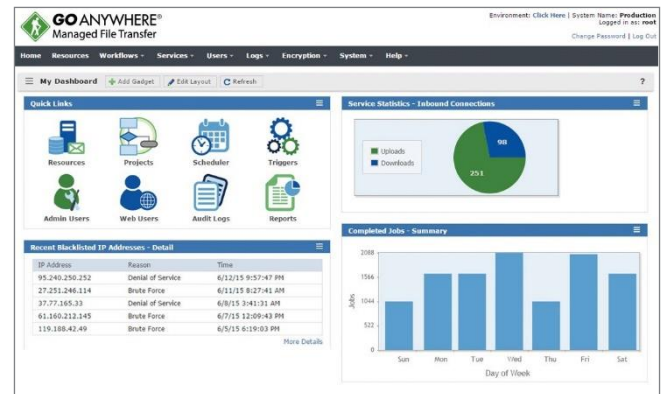 GO ANYWHERE®
Managed File Transfer
Environment: Click Here | System Name: Production
Logged in as: root
Change Password | Log Out
Home Resources Workflows Services Users Logs Encryption System Help
My Dashboard Add Gadget Edit Layout Refresh ?
Quick Links
Resources Projects Scheduler Triggers
Admin Users Web Users Audit Logs Reports
Recent Blacklisted IP Addresses - Detail
IP Address Reason Time
95.240.250.252 Denial of Service 6/12/15 9:57:47 PM
27.251.246.114 Brute Force 6/11/15 8:27:41 AM
37.77.165.33 Denial of Service 6/8/15 3:41:31 AM
61.160.212.145 Brute Force 6/7/15 12:09:43 PM
119.188.42.49 Brute Force 6/5/15 6:19:03 PM
More Details
Service Statistics - Inbound Connections
Uploads
Downloads
98
251
Completed Jobs - Summary
2088
1566
1044
522
0
Jobs
Sun Mon Tue Wed Thu Fri Sat
Day of Week